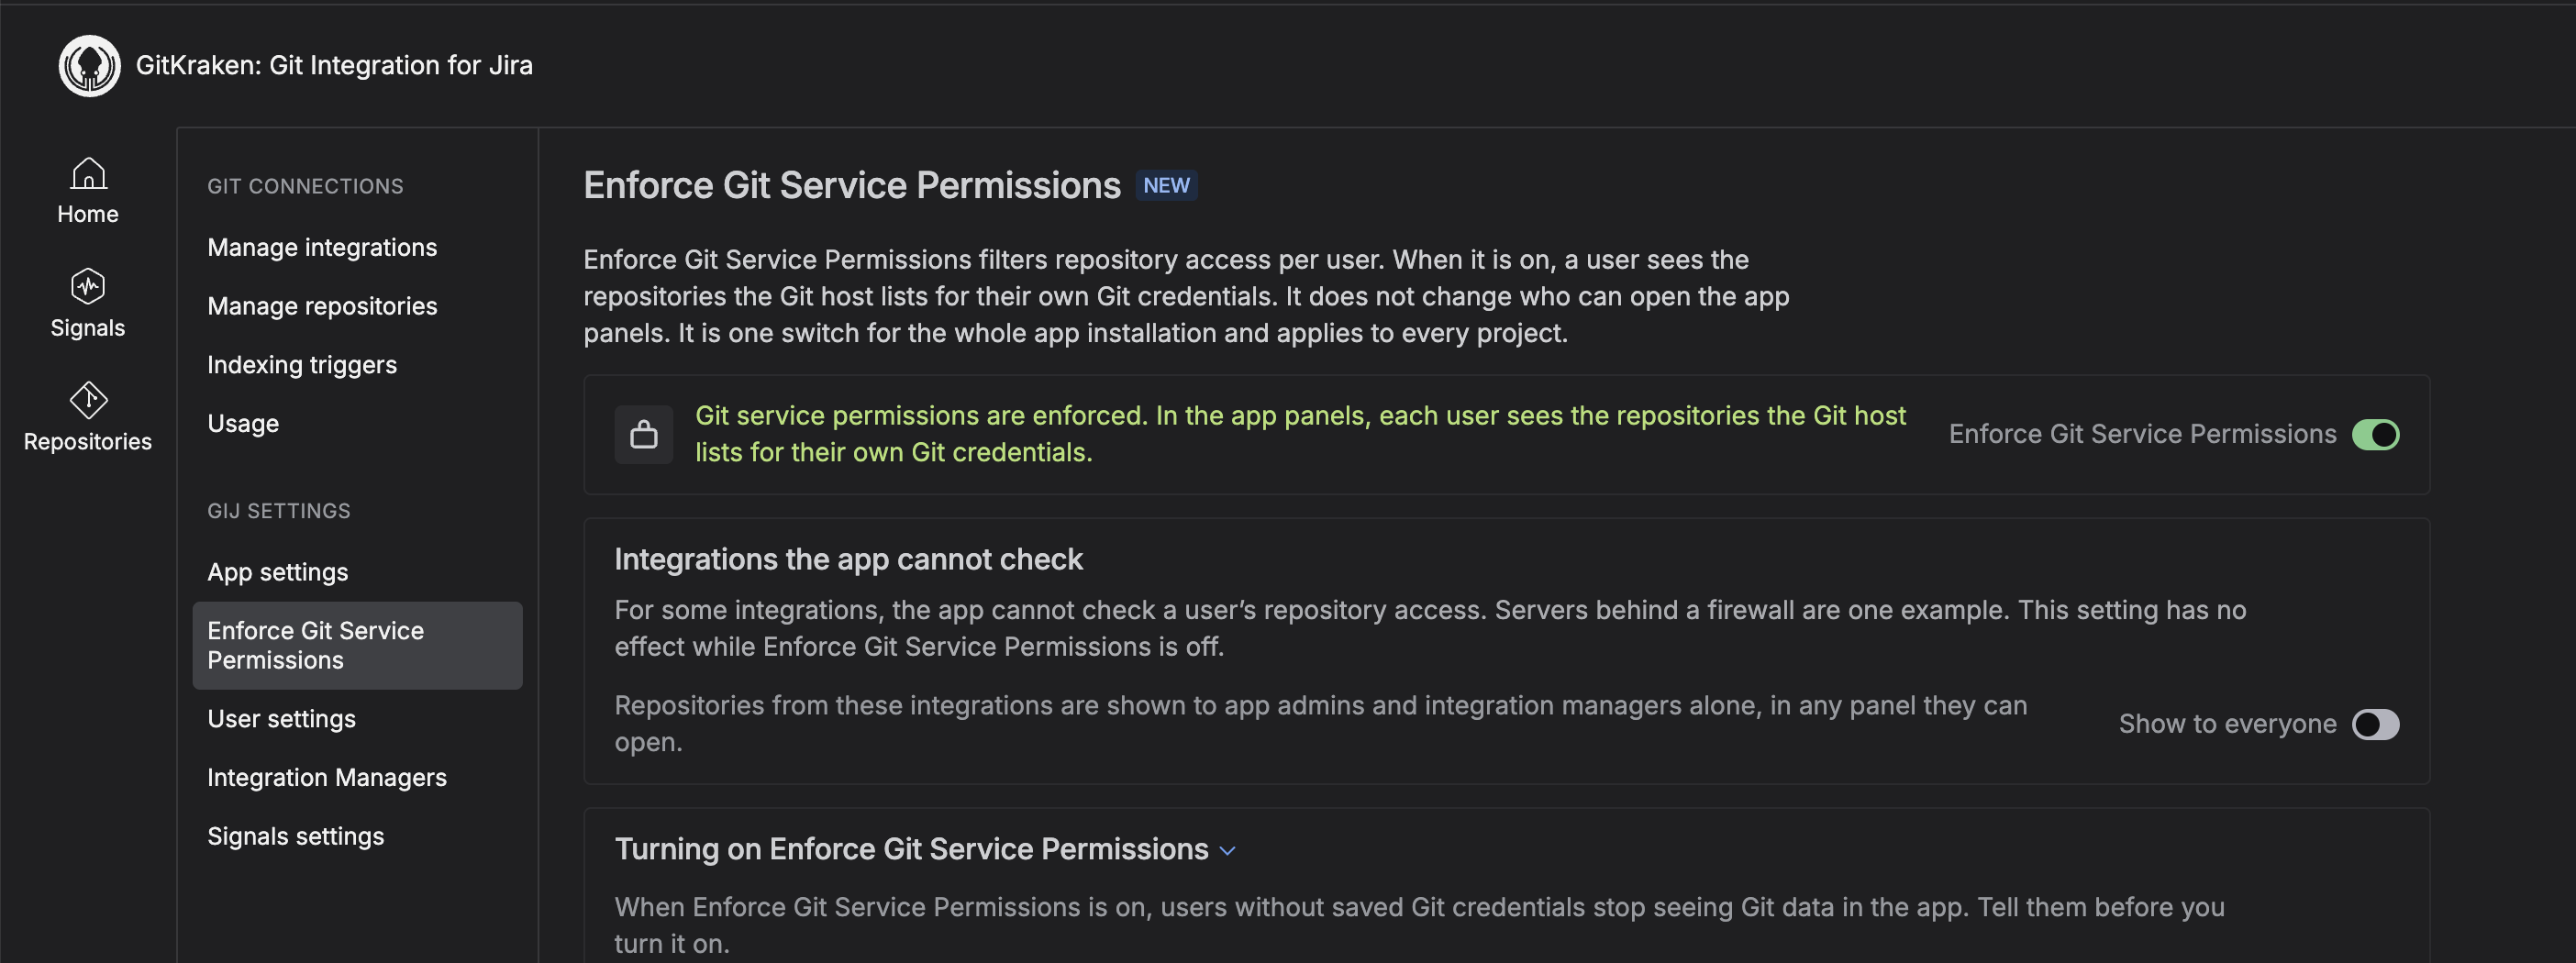 GitKraken: Git Integration for Jira
Home
Signals
Repositories
GIT CONNECTIONS
Manage integrations
Manage repositories
Indexing triggers
Usage
GIJ SETTINGS
App settings
Enforce Git Service
Permissions
User settings
Integration Managers
Signals settings
Enforce Git Service Permissions NEW
Enforce Git Service Permissions filters repository access per user. When it is on, a user sees the
repositories the Git host lists for their own Git credentials. It does not change who can open the app
panels. It is one switch for the whole app installation and applies to every project.
Git service permissions are enforced. In the app panels, each user sees the repositories the Git host
lists for their own Git credentials.
Enforce Git Service Permissions
Integrations the app cannot check
For some integrations, the app cannot check a user’s repository access. Servers behind a firewall are one example. This setting has no
effect while Enforce Git Service Permissions is off.
Repositories from these integrations are shown to app admins and integration managers alone, in any panel they can
open.
Show to everyone
Turning on Enforce Git Service Permissions
When Enforce Git Service Permissions is on, users without saved Git credentials stop seeing Git data in the app. Tell them before you
turn it on.